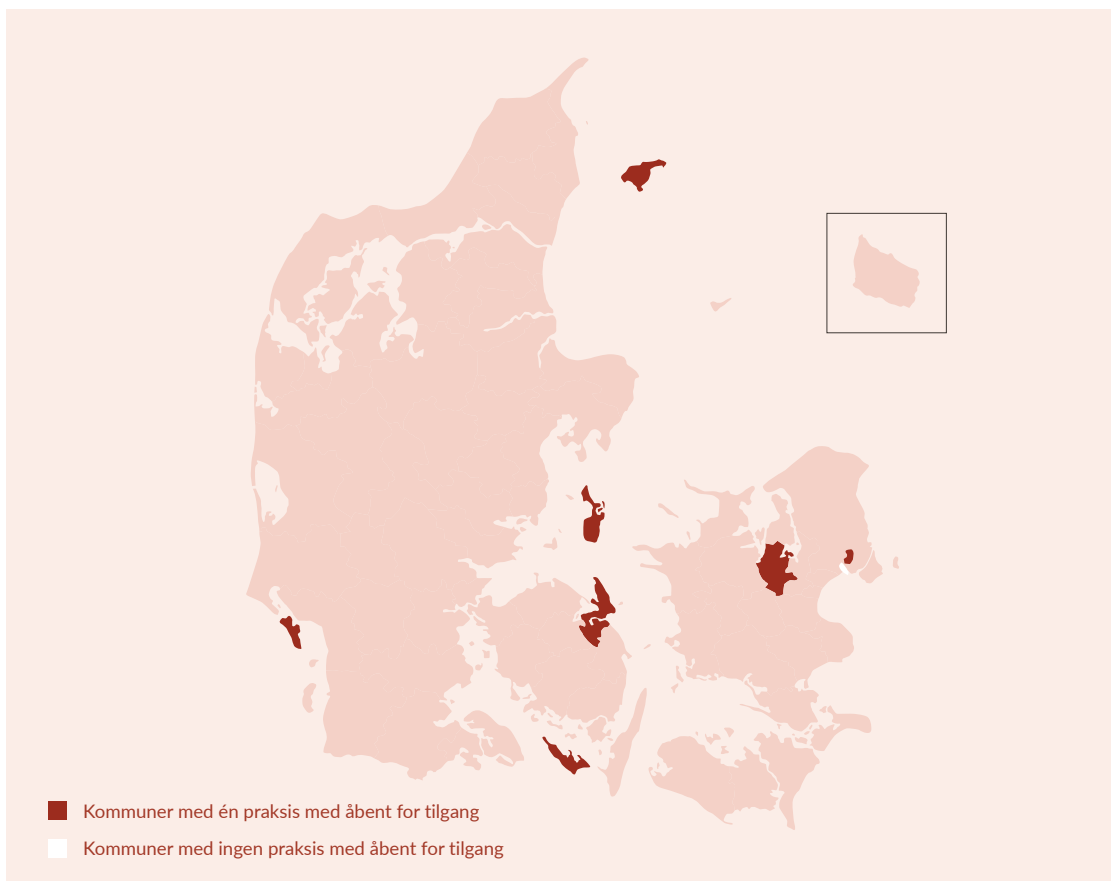 Kommuner med én praksis med åbent for tilgang
Kommuner med ingen praksis med åbent for tilgang